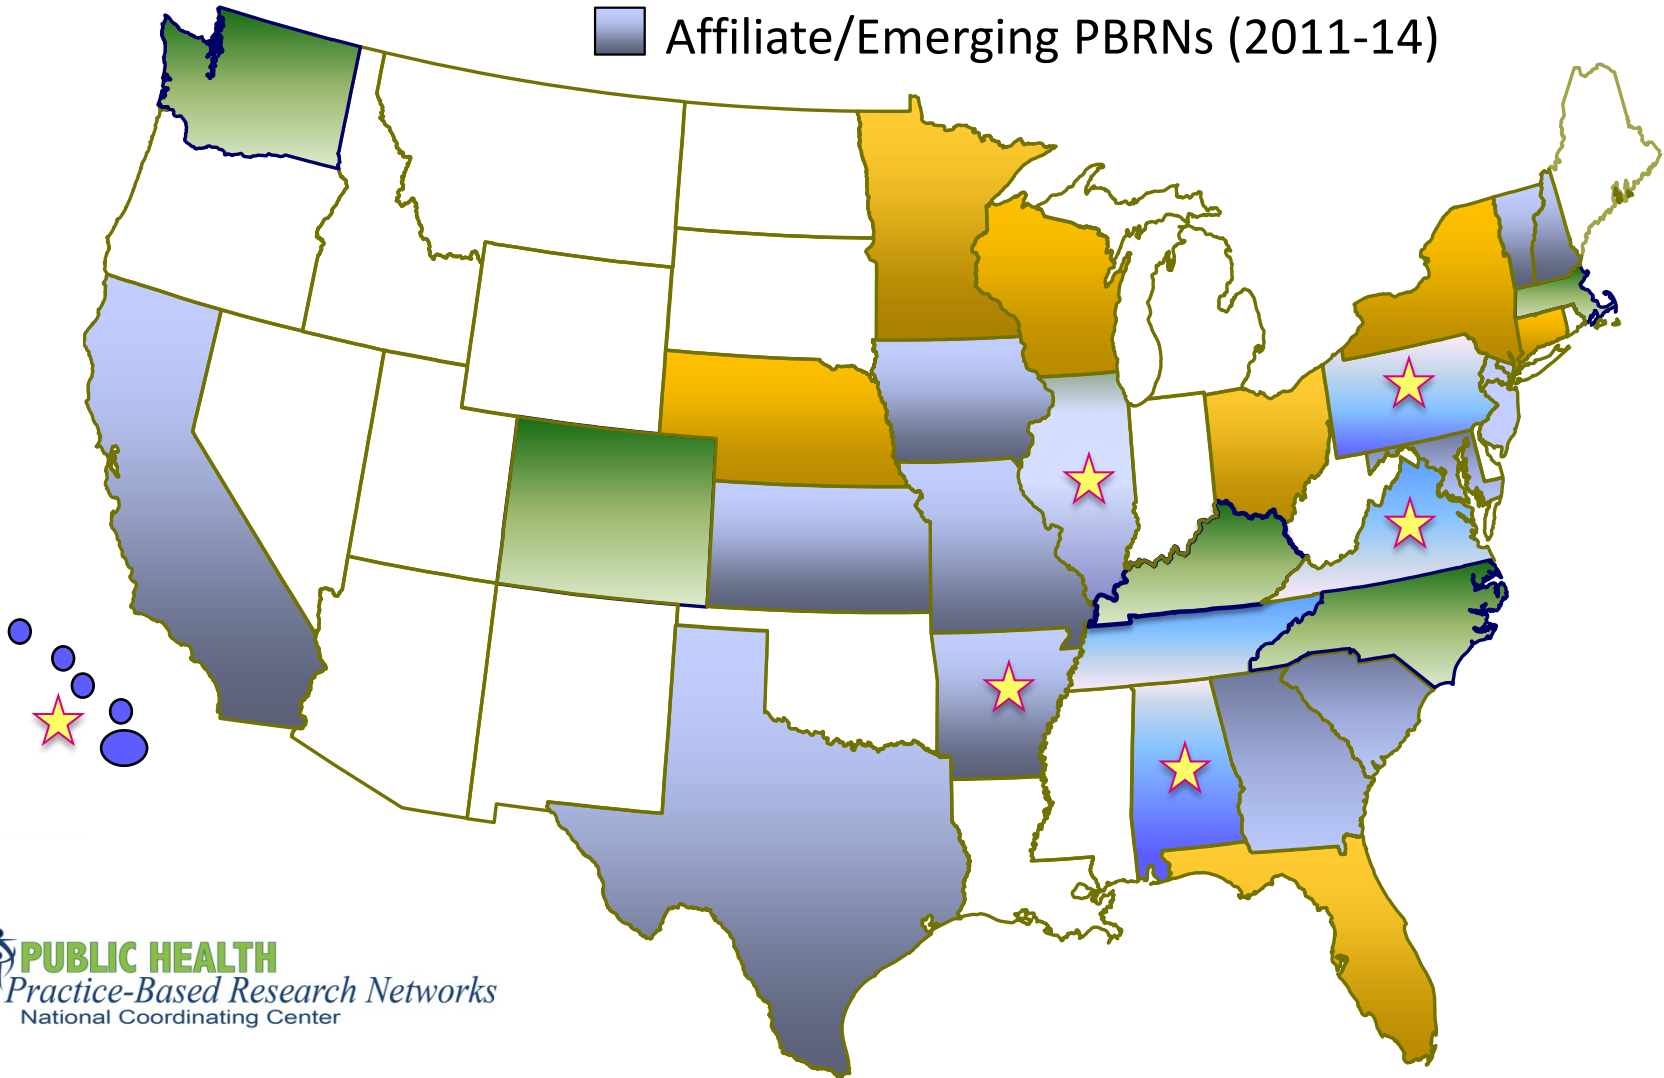 Affiliate/Emerging PBRNs (2011-14)
PUBLIC HEALTH
Practice-Based Research Networks
National Coordinating Center